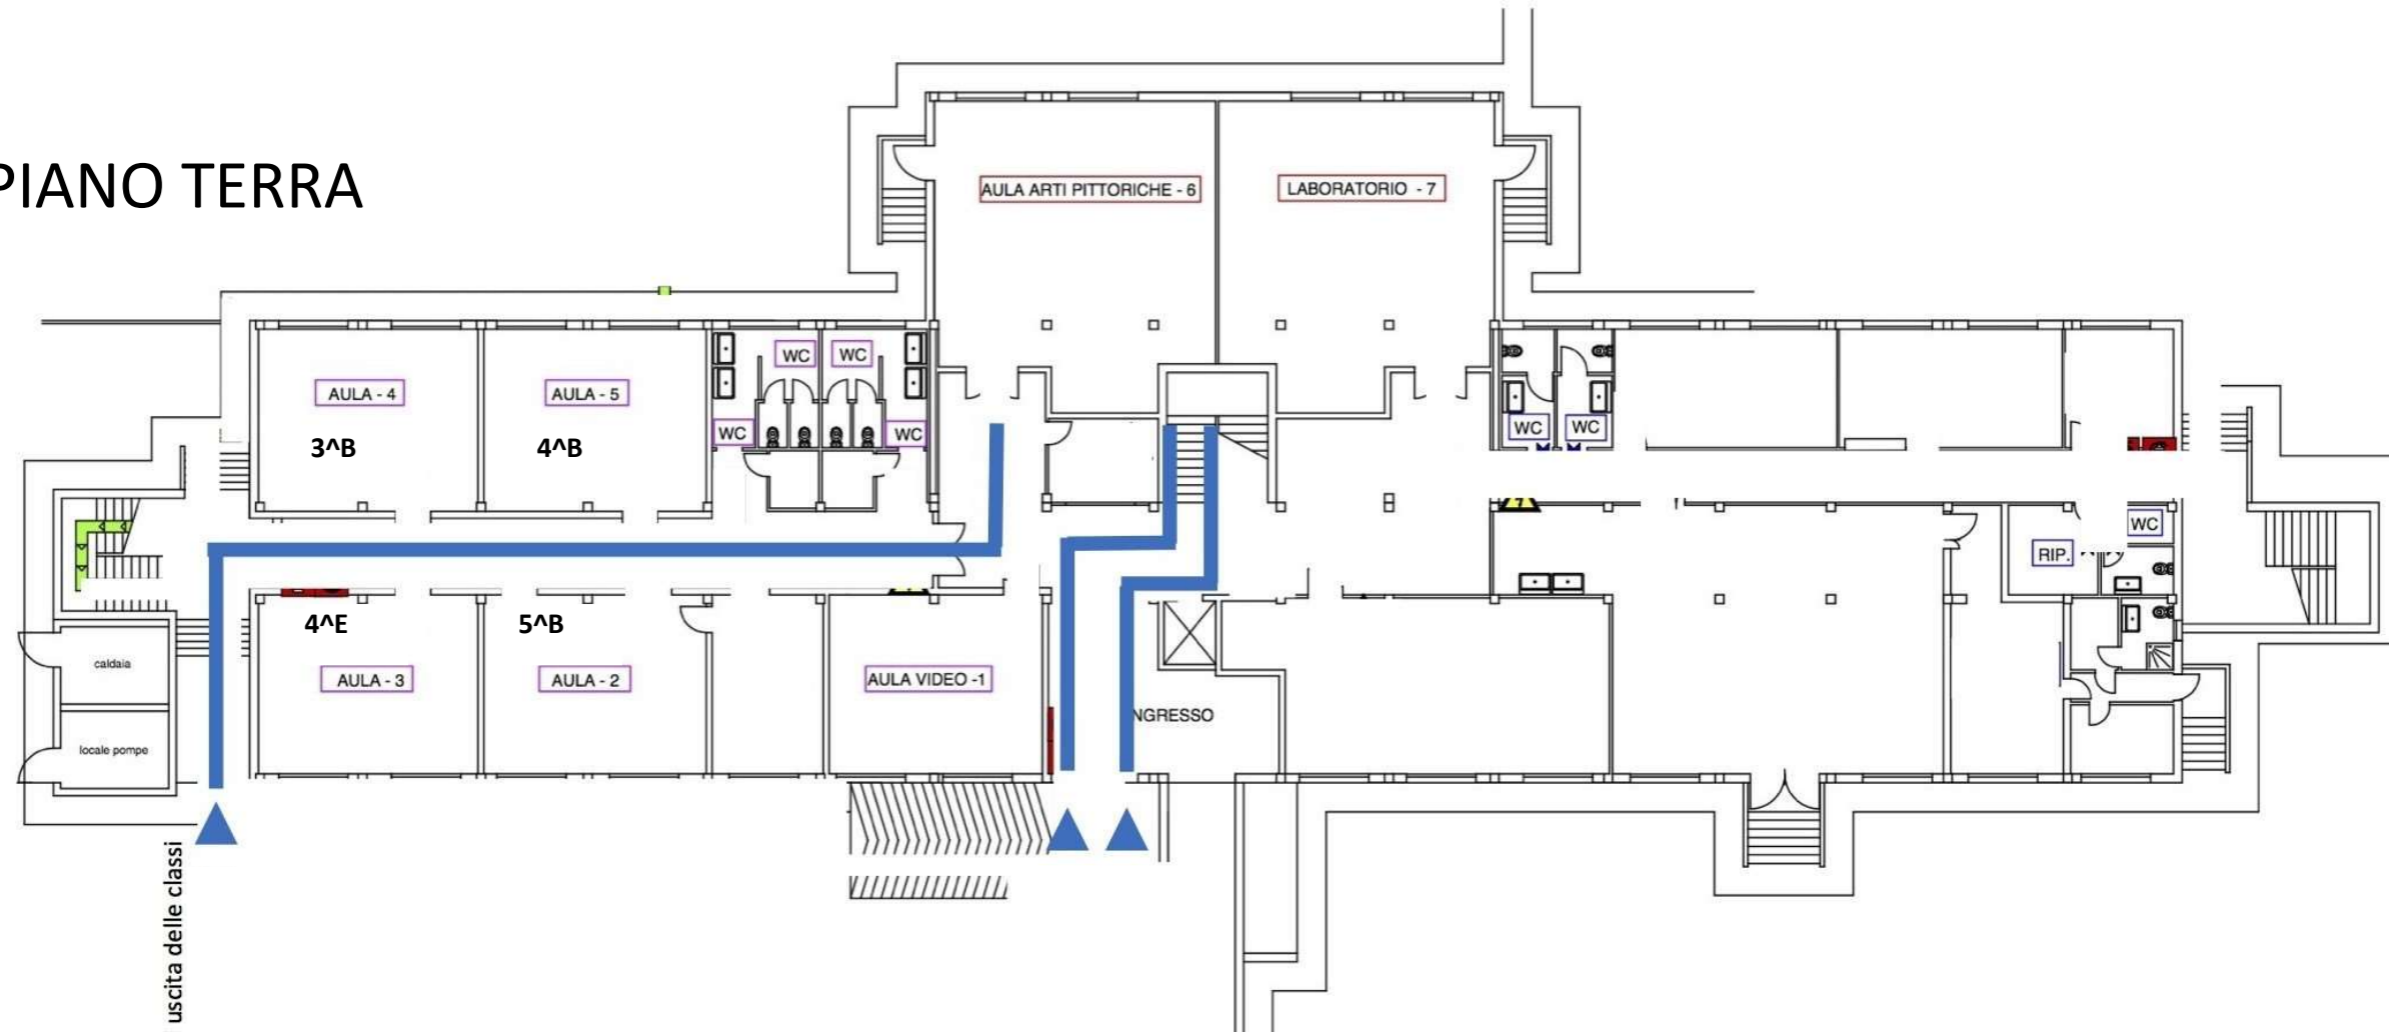 PIANO TERRA
AULA ARTI PITTORICHE - 6
LABORATORIO - 7
WC
WC
AULA - 4
AULA - 5
WC
WC
WC
WC
3^B
4^B
7
WC
RIP.
4^E
5^B
caldaia
AULA - 3
AULA - 2
AULA VIDEO -1
NGRESSO
locale pompe
uscita delle classi